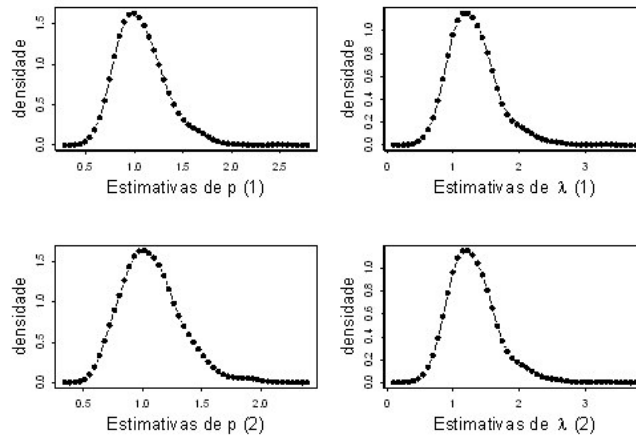 densidade
0.0 0.5 1.0 1.5
0.5 1.0 1.5 2.0 2.5
Estimativas de p (1)
densidade
0.0 0.2 0.4 0.6 0.8 1.0
0 1 2 3
Estimativas de λ (1)
densidade
0.0 0.5 1.0 1.5
0.5 1.0 1.5 2.0
Estimativas de p (2)
densidade
0.0 0.2 0.4 0.6 0.8 1.0
0 1 2 3
Estimativas de λ (2)